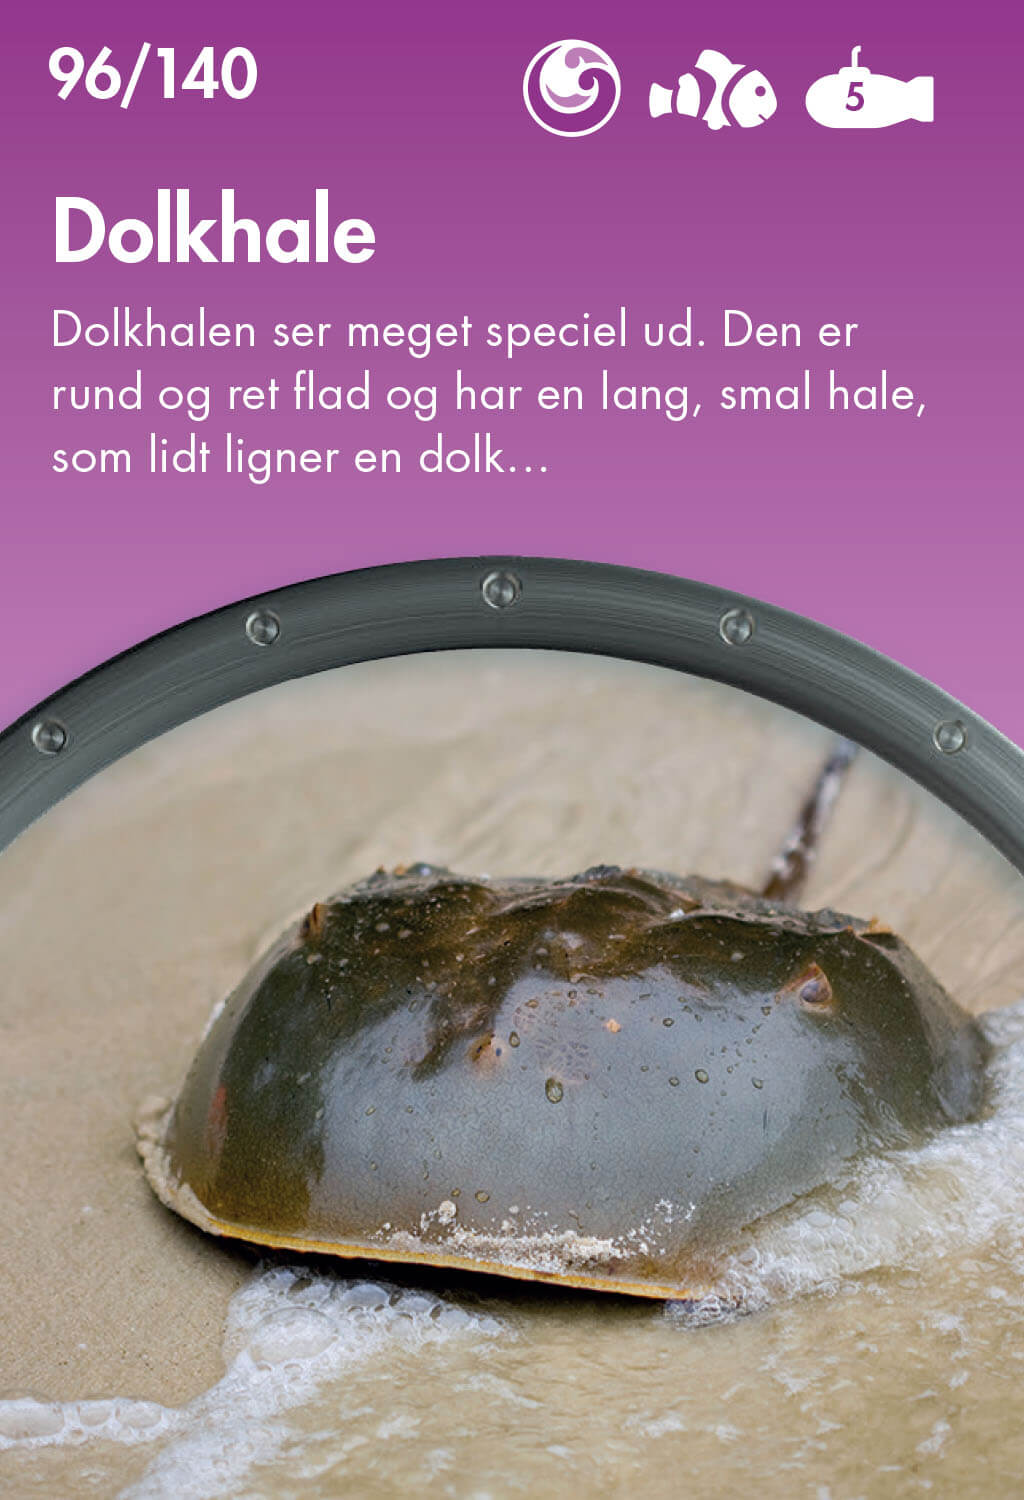 96/140
5
Dolkhale
Dolkhalen ser meget speciel ud. Den er
rund og ret flad og har en lang, smal hale,
som lidt ligner en dolk...